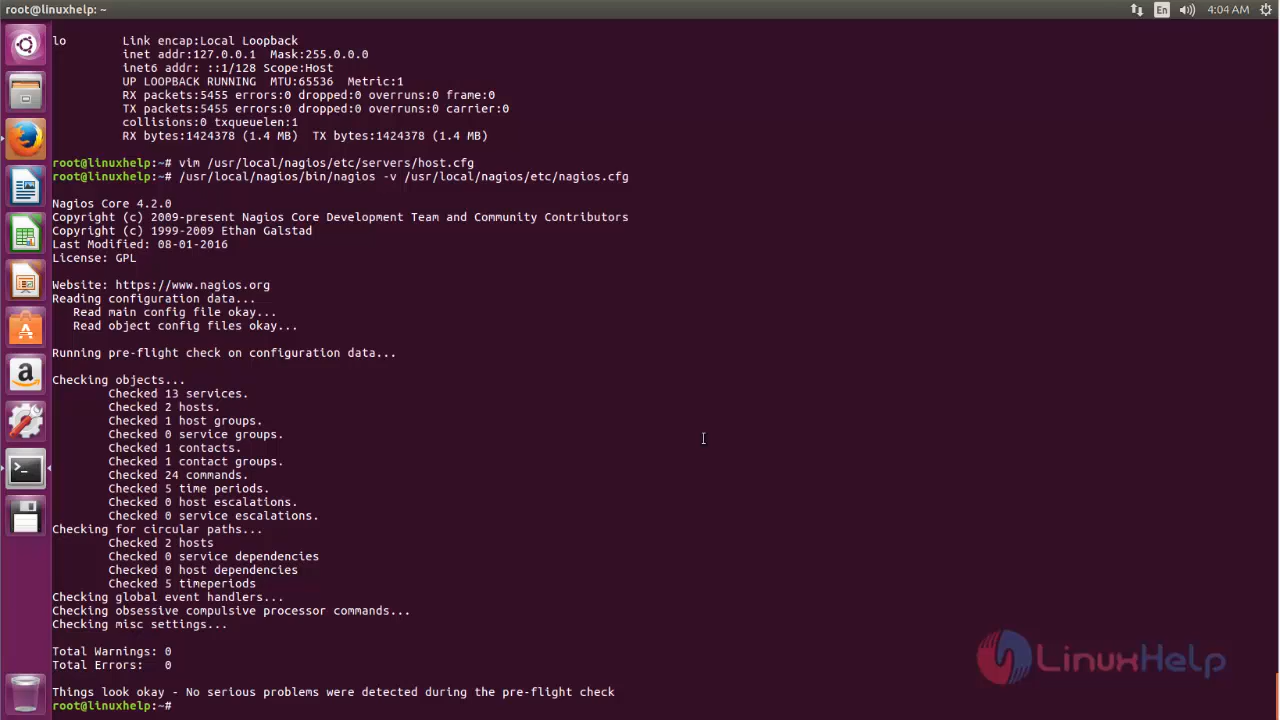 root@linuxhelp: ~
En
4:04 AM
lo        Link encap:Local Loopback
          inet addr:127.0.0.1  Mask:255.0.0.0
          inet6 addr: ::1/128 Scope:Host
          UP LOOPBACK RUNNING  MTU:65536  Metric:1
          RX packets:5455 errors:0 dropped:0 overruns:0 frame:0
          TX packets:5455 errors:0 dropped:0 overruns:0 carrier:0
          collisions:0 txqueuelen:1
          RX bytes:1424378 (1.4 MB)  TX bytes:1424378 (1.4 MB)
root@linuxhelp:~# vim /usr/local/nagios/etc/servers/host.cfg
root@linuxhelp:~# /usr/local/nagios/bin/nagios -v /usr/local/nagios/etc/nagios.cfg
Nagios Core 4.2.0
Copyright (c) 2009-present Nagios Core Development Team and Community Contributors
Copyright (c) 1999-2009 Ethan Galstad
Last Modified: 08-01-2016
License: GPL
Website: https://www.nagios.org
Reading configuration data...
   Read main config file okay...
   Read object config files okay...
Running pre-flight check on configuration data...
Checking objects...
        Checked 13 services.
        Checked 2 hosts.
        Checked 1 host groups.
        Checked 0 service groups.
        Checked 1 contacts.
        Checked 1 contact groups.
        Checked 24 commands.
        Checked 5 time periods.
        Checked 0 host escalations.
        Checked 0 service escalations.
Checking for circular paths...
        Checked 2 hosts
        Checked 0 service dependencies
        Checked 0 host dependencies
        Checked 5 timeperiods
Checking global event handlers...
Checking obsessive compulsive processor commands...
Checking misc settings...
Total Warnings: 0
Total Errors:   0
Things look okay - No serious problems were detected during the pre-flight check
root@linuxhelp:~#
LinuxHelp